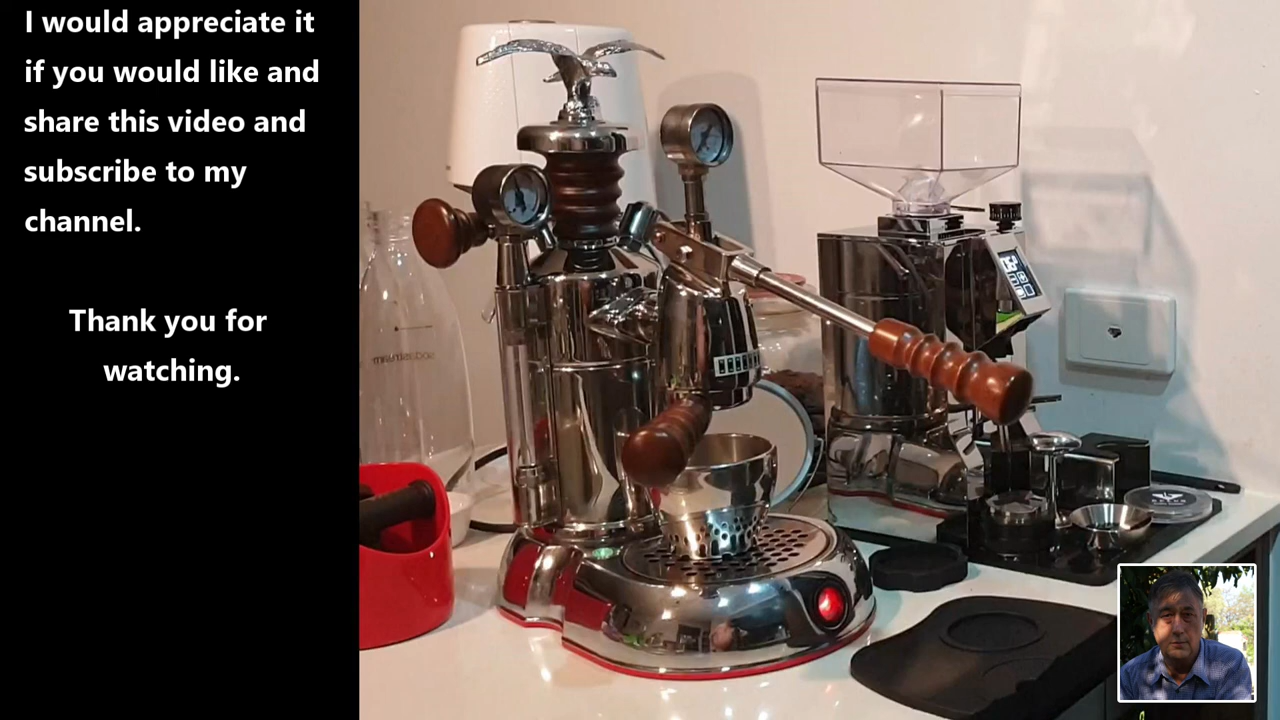 I would appreciate it
if you would like and
share this video and
subscribe to my
channel.
Thank you for
watching.
sodastream